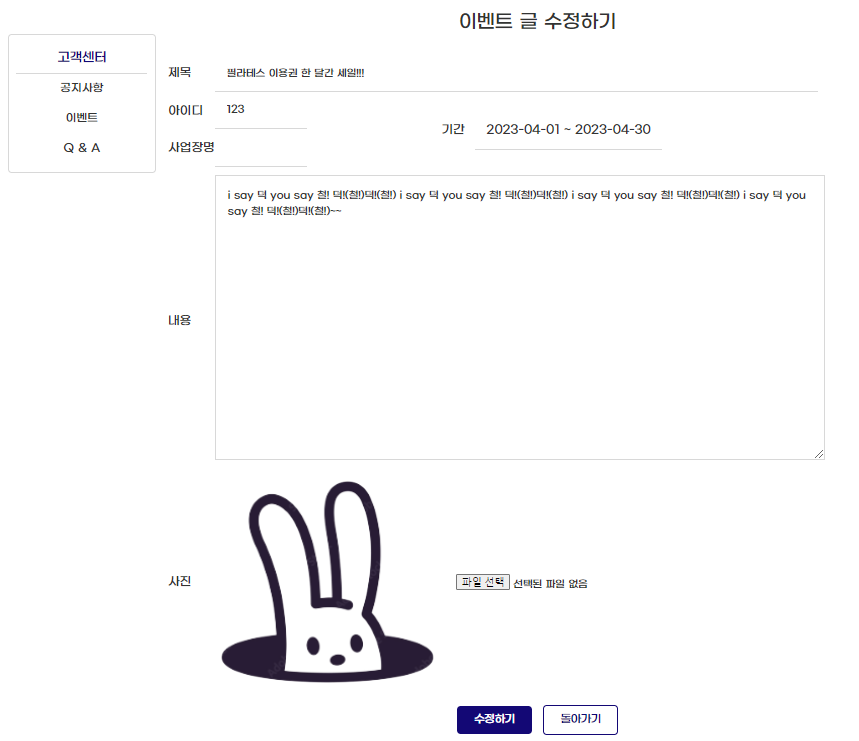 이벤트 글 수정하기
고객센터
공지사항
이벤트
Q & A
제목 필라테스 이용권 한 달간 세일!!!
아이디 123
기간 2023-04-01 ~ 2023-04-30
사업장명
내용
i say 덕 you say 철! 덕!(철!)덕!(철!) i say 덕 you say 철! 덕!(철!)덕!(철!) i say 덕 you say 철! 덕!(철!)덕!(철!) i say 덕 you
say 철! 덕!(철!)덕!(철!)~~
사진
파일 선택 선택된 파일 없음
수정하기 돌아가기